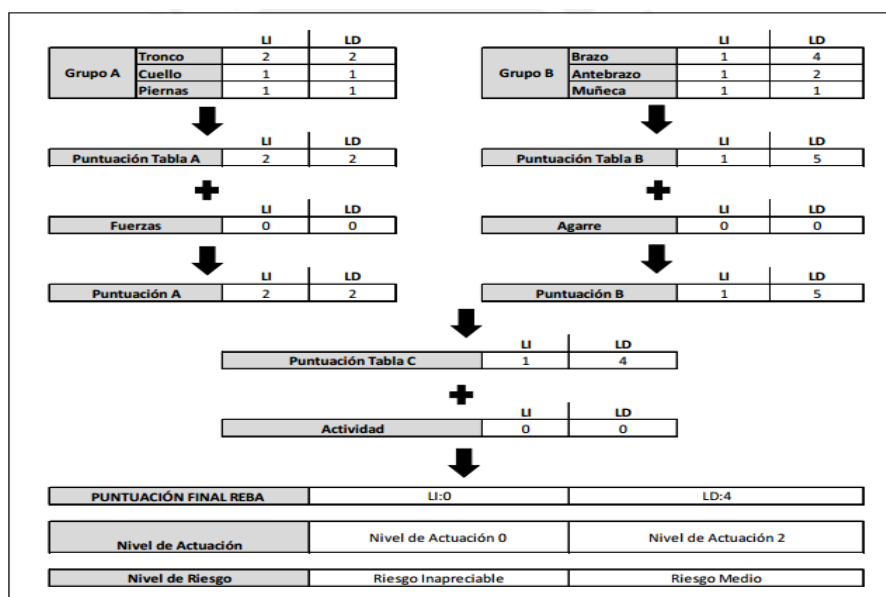 LI LD LI LD
Grupo A Tronco 2 2 Grupo B Brazo 1 4
Cuello 1 1 Antebrazo 1 2
Piernas 1 1 Muñeca 1 1
LI LD LI LD
Puntuación Tabla A 2 2 Puntuación Tabla B 1 5
LI LD LI LD
Fuerzas 0 0 Agarre 0 0
LI LD LI LD
Puntuación A 2 2 Puntuación B 1 5
LI LD
Puntuación Tabla C 1 4
LI LD
Actividad 0 0
PUNTUACIÓN FINAL REBA LI:0 LD:4
Nivel de Actuación Nivel de Actuación 0 Nivel de Actuación 2
Nivel de Riesgo Riesgo Inapreciable Riesgo Medio